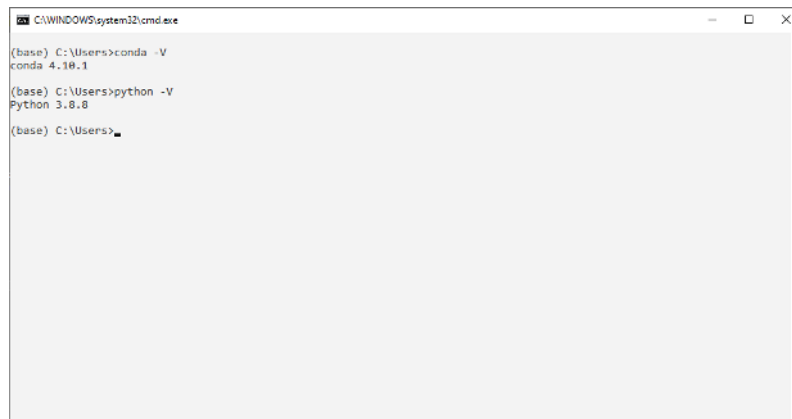 C:\WINDOWS\system32\cmd.exe
(base) C:\Users>conda -V
conda 4.10.1
(base) C:\Users>python -V
Python 3.8.8
(base) C:\Users>